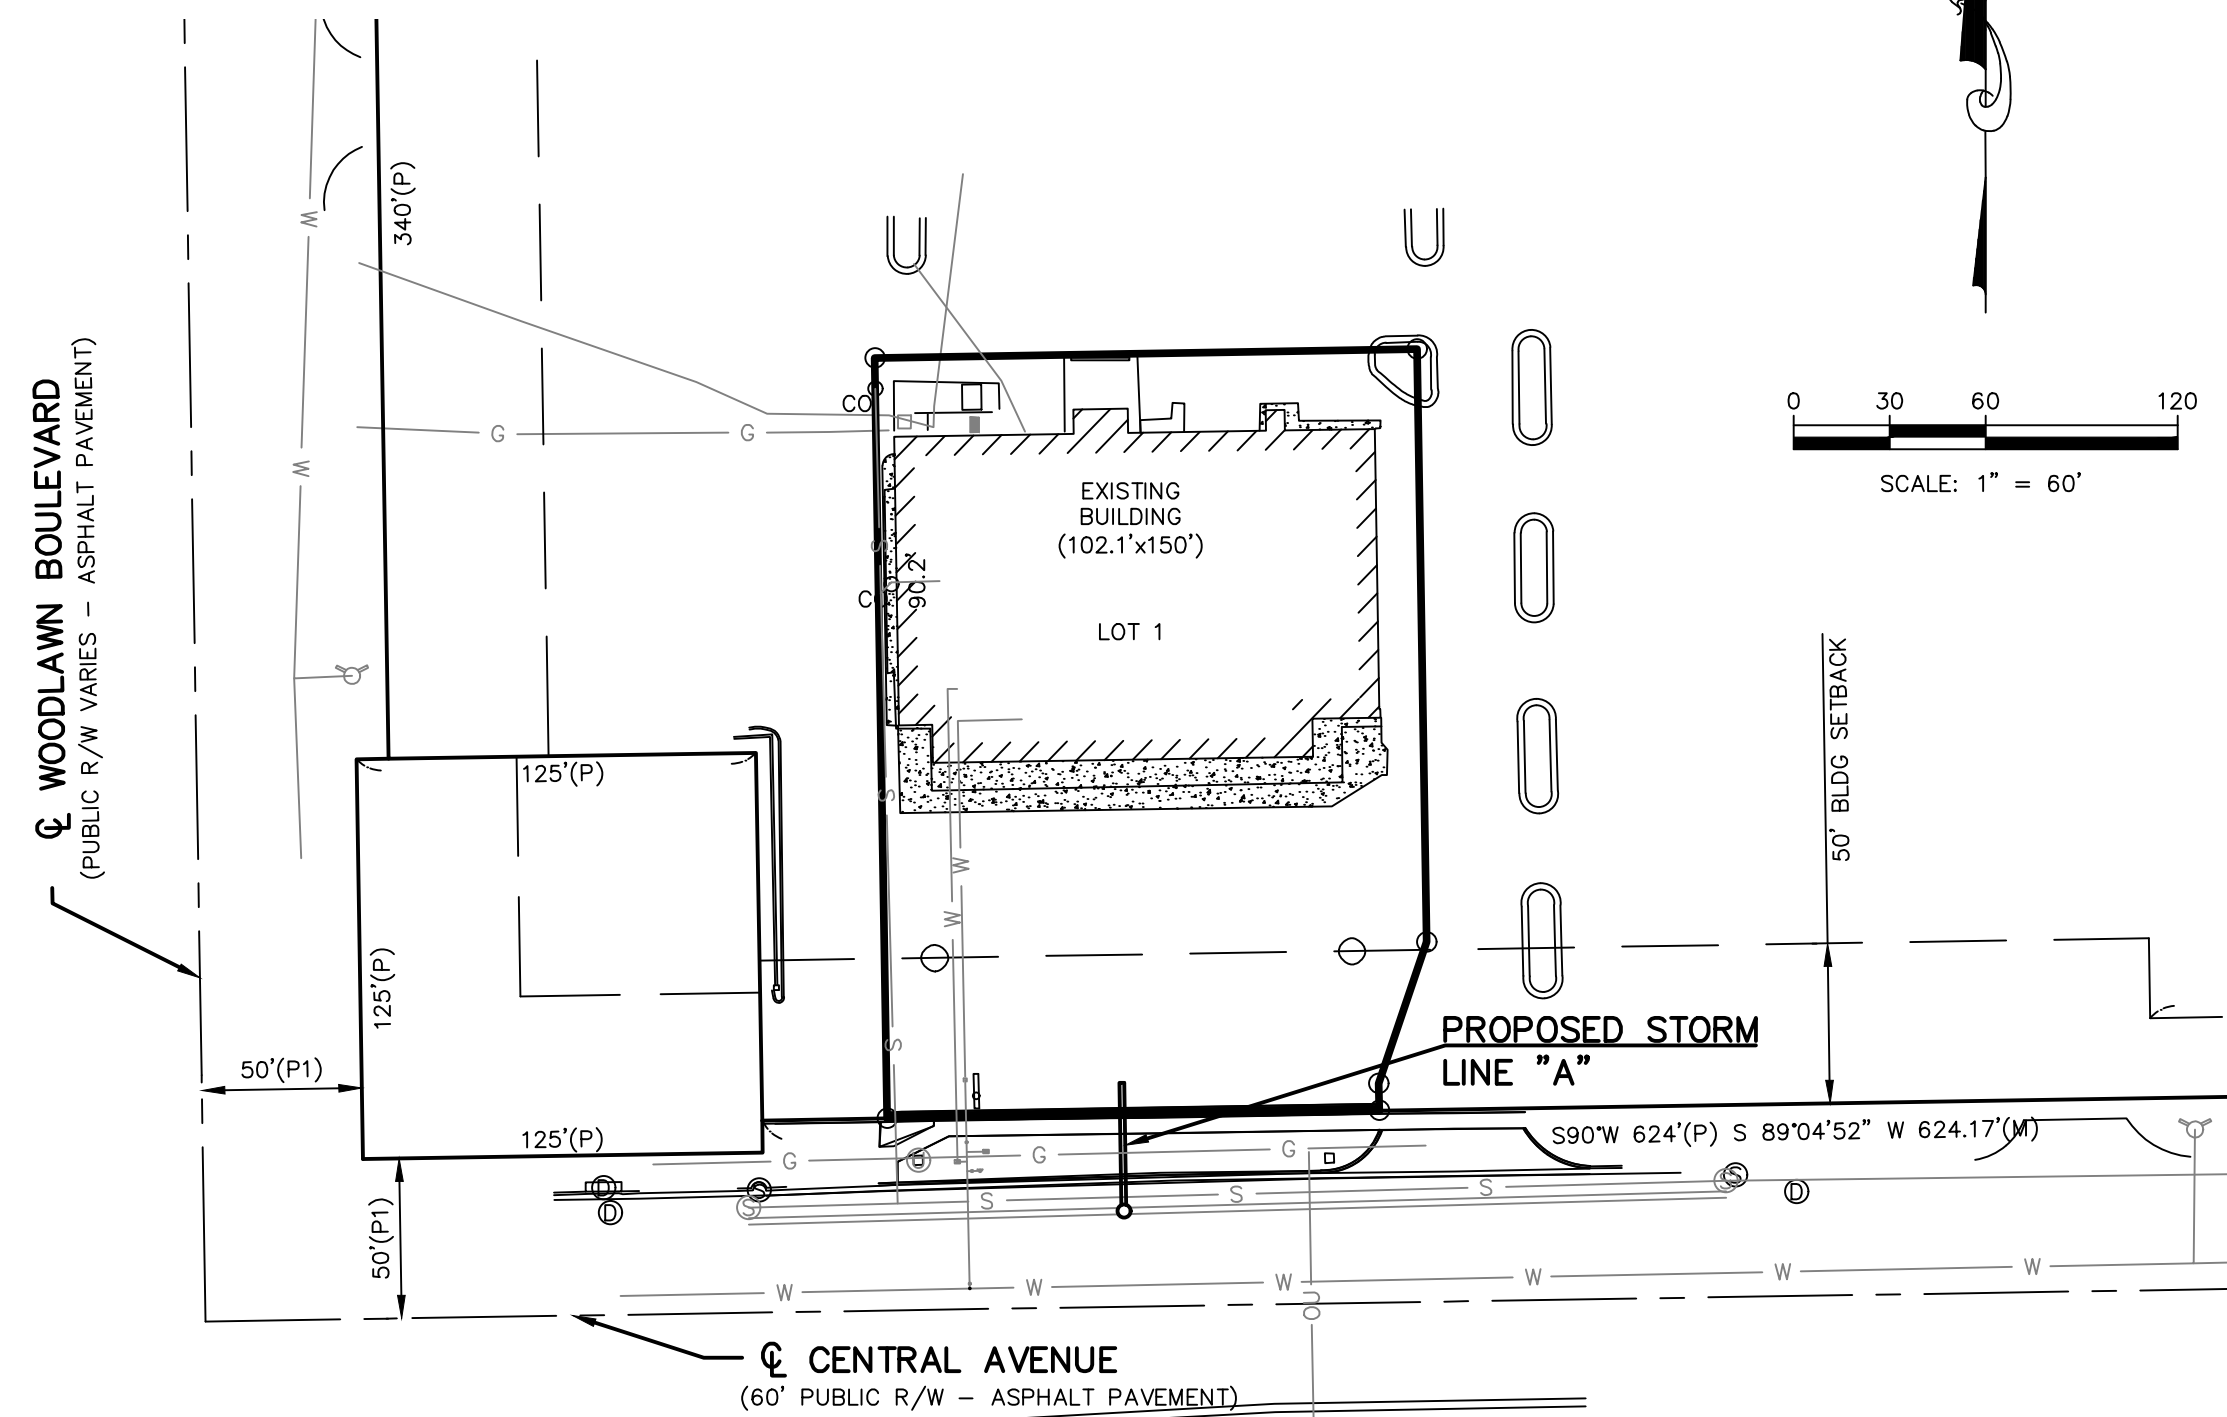 ℄ WOODLAWN BOULEVARD
(PUBLIC R/W VARIES - ASPHALT PAVEMENT)
W
W
340'(P)
G
G
CO
S
90.2'
EXISTING
BUILDING
(102.1'x150')
LOT 1
0 30 60 120
SCALE: 1" = 60'
50' BLDG SETBACK
125'(P)
125'(P)
125'(P)
50'(P1)
50'(P1)
S
W
W
S
PROPOSED STORM
LINE "A"
S90°W 624'(P) S 89°04'52" W 624.17'(M)
G G G
D S S S
D S S S D
W W W W W W
UO
℄ CENTRAL AVENUE
(60' PUBLIC R/W - ASPHALT PAVEMENT)